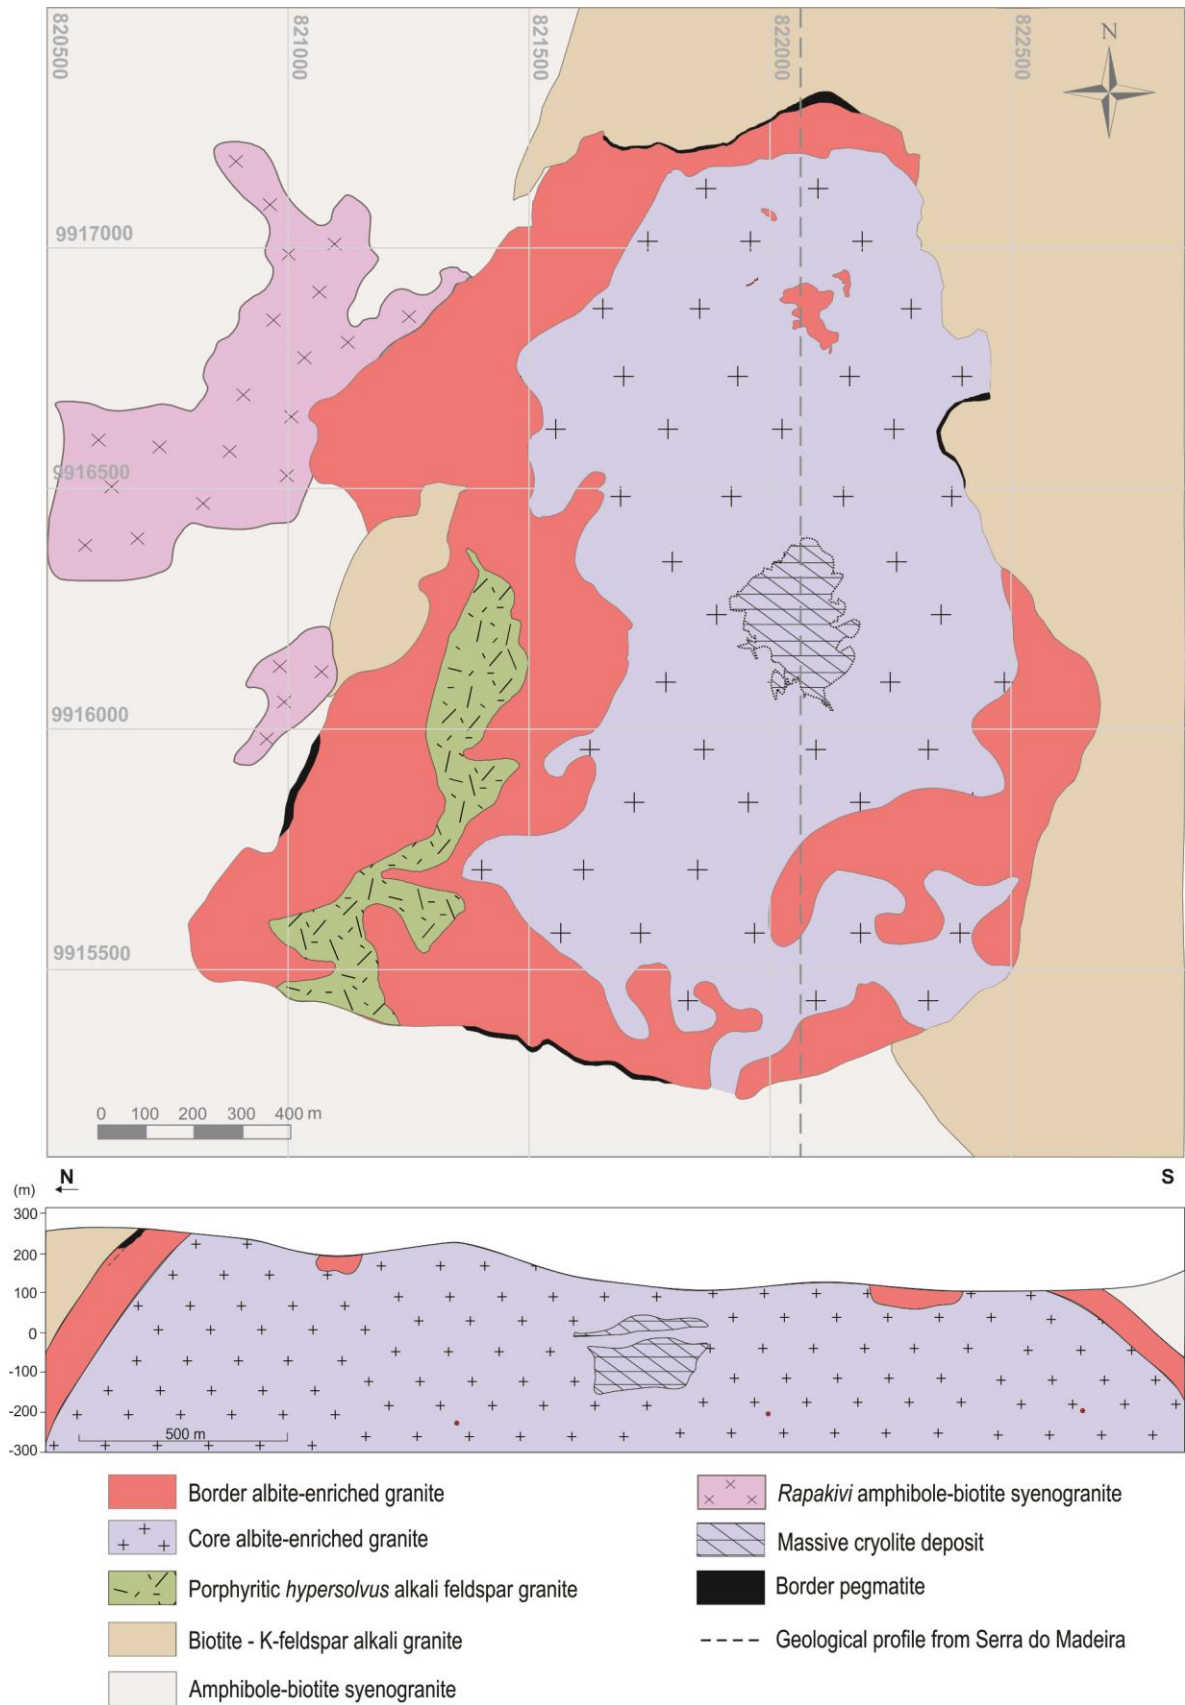 820500
821000
821500
822000
822500
N
9917000
9916500
9916000
9915500
0 100 200 300 400 m
N
S
(m)
300
200
100
0
-100
-200
-300
500 m
Border albite-enriched granite
Core albite-enriched granite
Porphyritic hypersolvus alkali feldspar granite
Biotite - K-feldspar alkali granite
Amphibole-biotite syenogranite
Rapakivi amphibole-biotite syenogranite
Massive cryolite deposit
Border pegmatite
Geological profile from Serra do Madeira